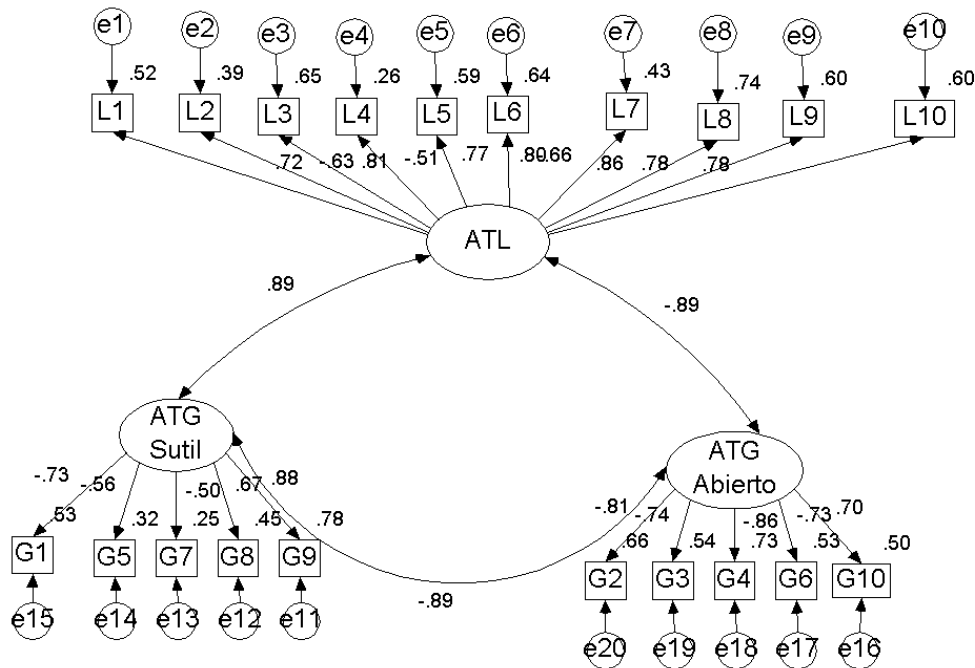 e1 e2 e3 e4 e5 e6 e7 e8 e9 e10
.52 .39 .65 .26 .59 .64 .43 .74 .60 .60
L1 L2 L3 L4 L5 L6 L7 L8 L9 L10
.72 -.63 .81 -.51 .77 .80 -.66 .86 .78 .78
ATL
.89 -.89
ATG
Sutil
ATG
Abierto
-.73 -.56 -.50 .67 .88 -.81 -.74 -.86 -.73 .70
.53 .32 .25 .45 .78 .66 .54 .73 .53 .50
G1 G5 G7 G8 G9 G2 G3 G4 G6 G10
-.89
e15 e14 e13 e12 e11 e20 e19 e18 e17 e16